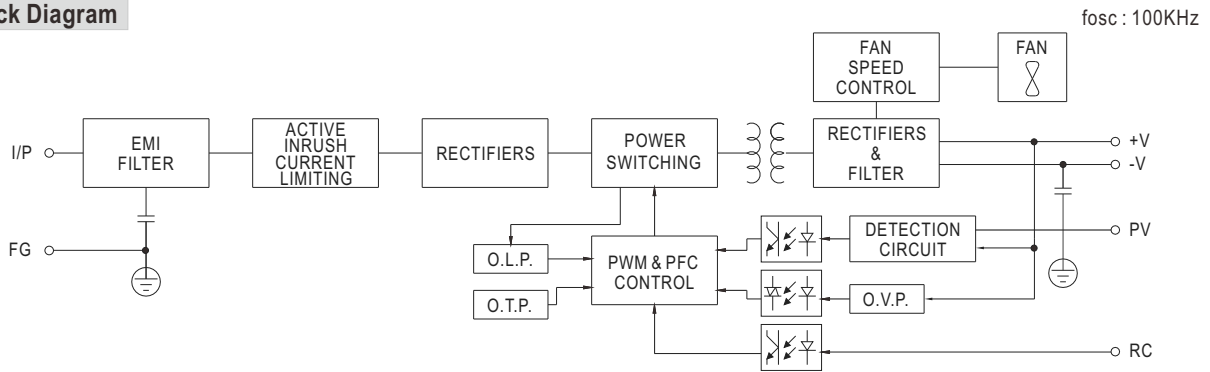 ck Diagram
fosc : 100KHz
FAN
SPEED
CONTROL
FAN
I/P
EMI
FILTER
ACTIVE
INRUSH
CURRENT
LIMITING
RECTIFIERS
POWER
SWITCHING
RECTIFIERS
&
FILTER
+V
-V
FG
O.L.P.
PWM & PFC
CONTROL
DETECTION
CIRCUIT
PV
O.T.P.
O.V.P.
RC